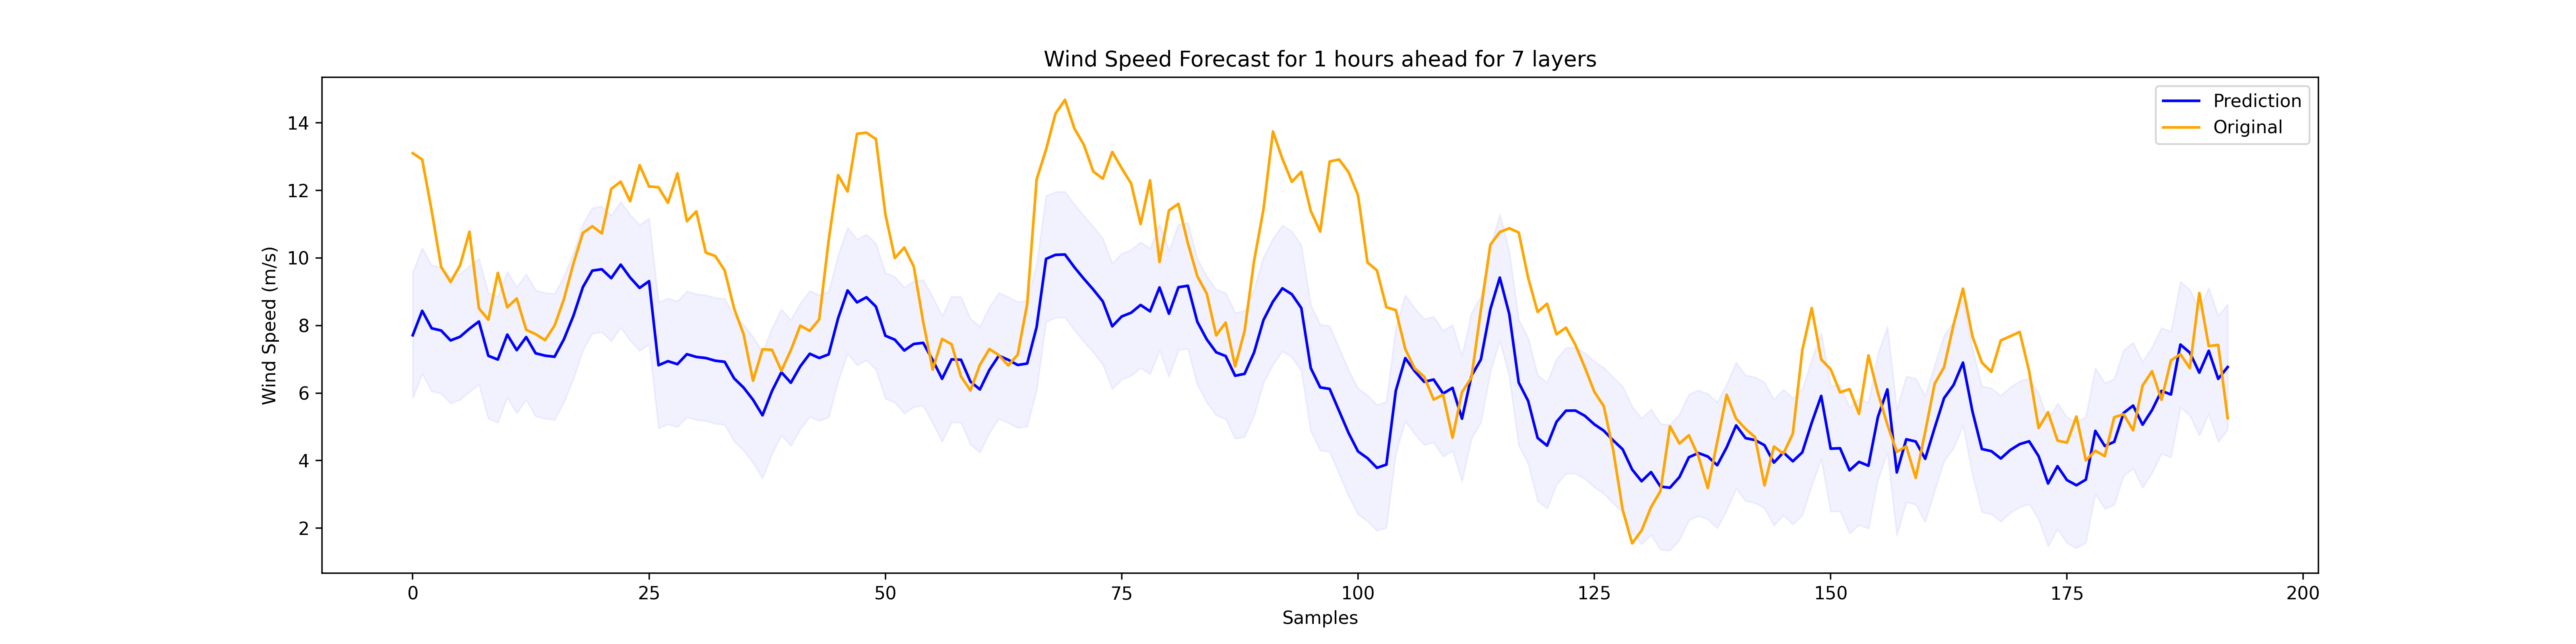 Wind Speed Forecast for 1 hours ahead for 7 layers
Prediction
Original
Wind Speed (m/s)
14
12
10
8
6
4
2
0 25 50 75 100 125 150 175 200
Samples